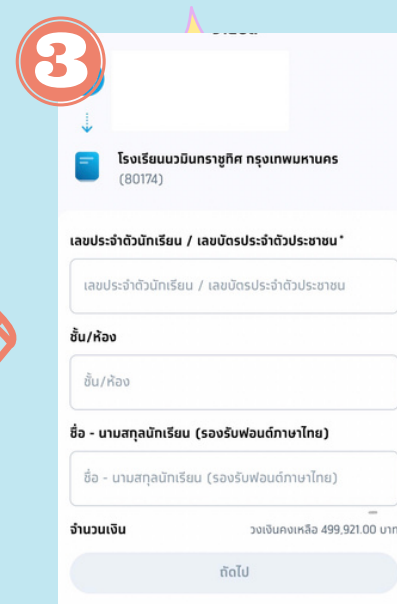 3
โรงเรียนนวมินทราชูทิศ กรุงเทพมหานคร
(80174)
เลขประจำตัวนักเรียน / เลขบัตรประจำตัวประชาชน*
เลขประจำตัวนักเรียน / เลขบัตรประจำตัวประชาชน
ชั้น/ห้อง
ชั้น/ห้อง
ชื่อ - นามสกุลนักเรียน (รองรับฟอนต์ภาษาไทย)
ชื่อ - นามสกุลนักเรียน (รองรับฟอนต์ภาษาไทย)
จำนวนเงิน วงเงินคงเหลือ 499,921.00 บาท
ถัดไป